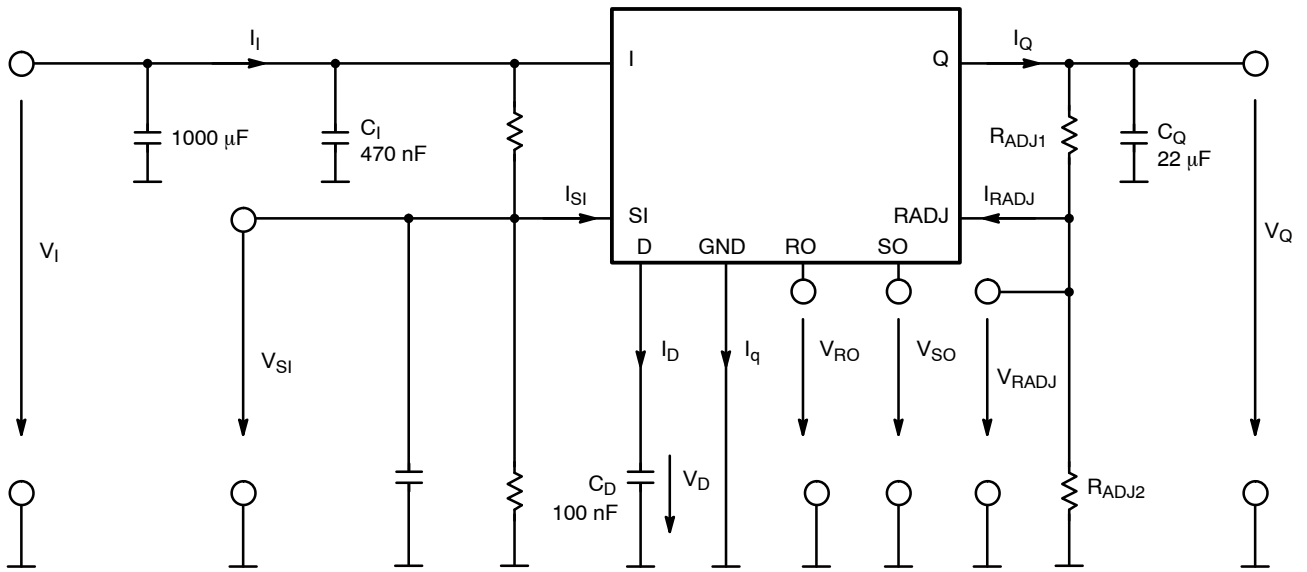 I_I
I
Q
I_Q
1000 μF
C_I
470 nF
R_ADJ1
C_Q
22 μF
I_SI
SI
RADJ
I_RADJ
V_I
D
GND
RO
SO
V_Q
V_SI
I_D
I_q
V_RO
V_SO
V_RADJ
C_D
100 nF
V_D
R_ADJ2